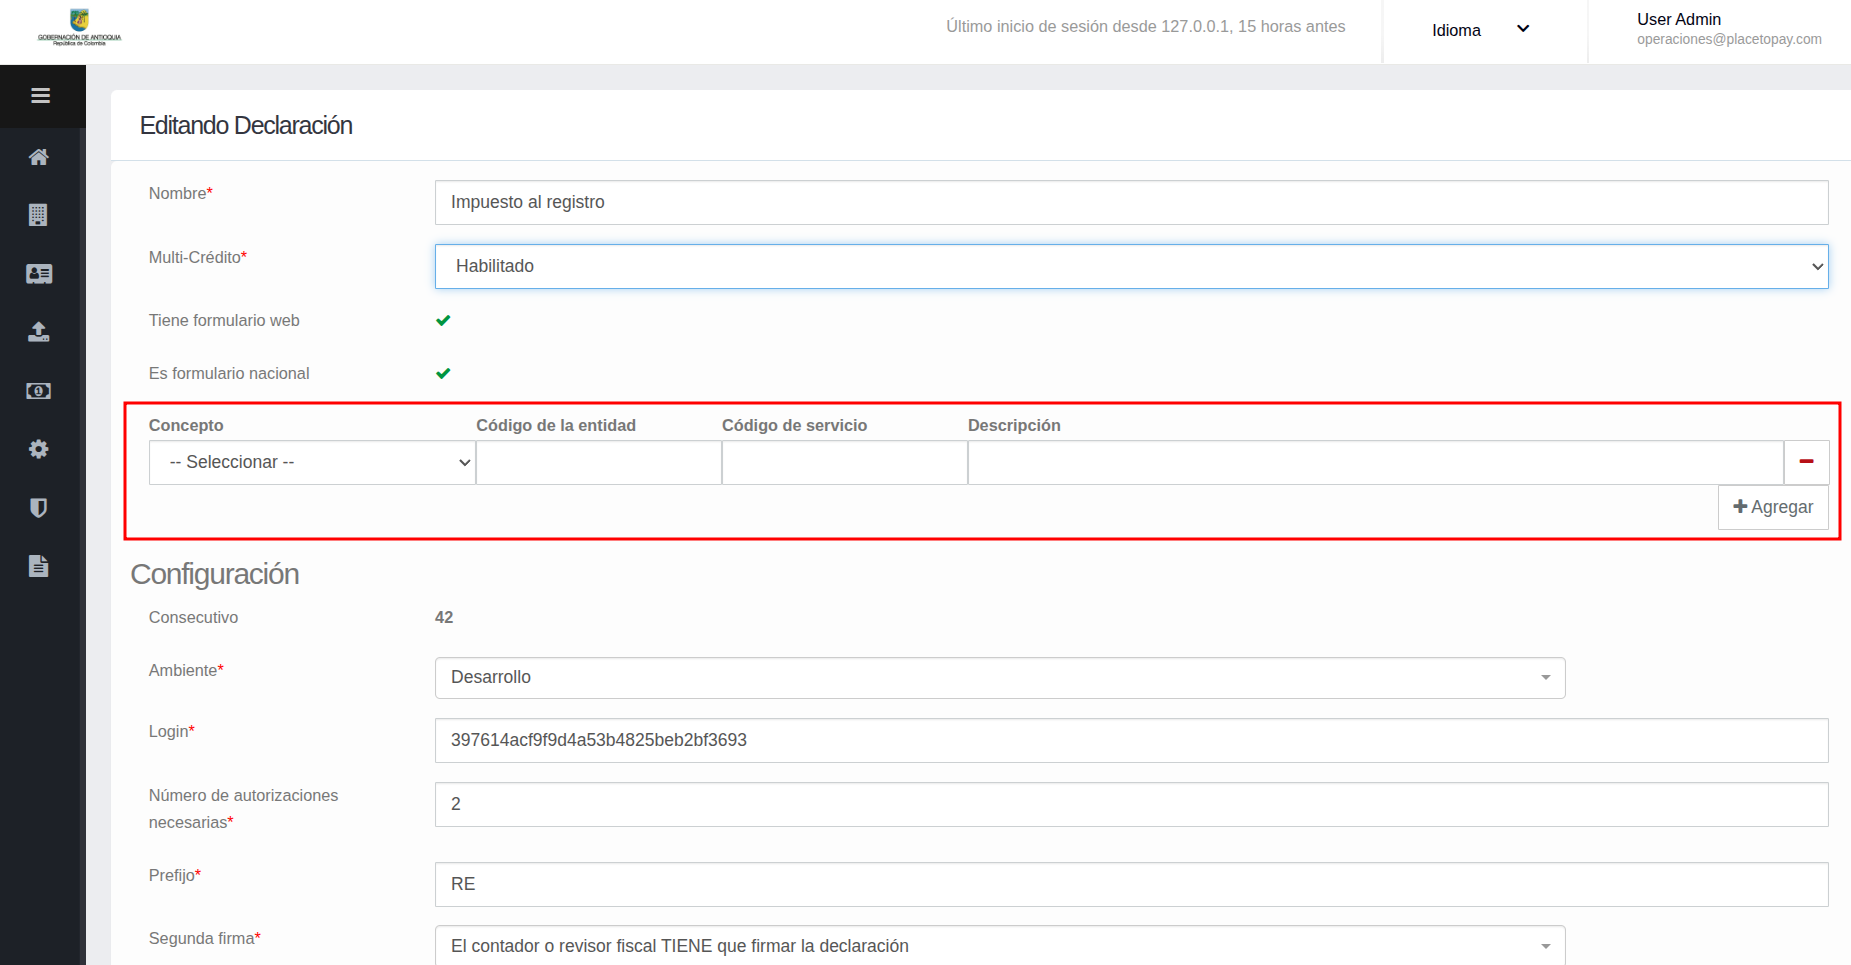 GOBERNACIÓN DE ANTIOQUIA
República de Colombia
Último inicio de sesión desde 127.0.0.1, 15 horas antes
Idioma
User Admin
operaciones@placetopay.com
Editando Declaración
Nombre*
Impuesto al registro
Multi-Crédito*
Habilitado
Tiene formulario web
Es formulario nacional
Concepto Código de la entidad Código de servicio Descripción
-- Seleccionar --
Agregar
Configuración
Consecutivo
42
Ambiente*
Desarrollo
Login*
397614acf9f9d4a53b4825beb2bf3693
Número de autorizaciones
necesarias*
2
Prefijo*
RE
Segunda firma*
El contador o revisor fiscal TIENE que firmar la declaración